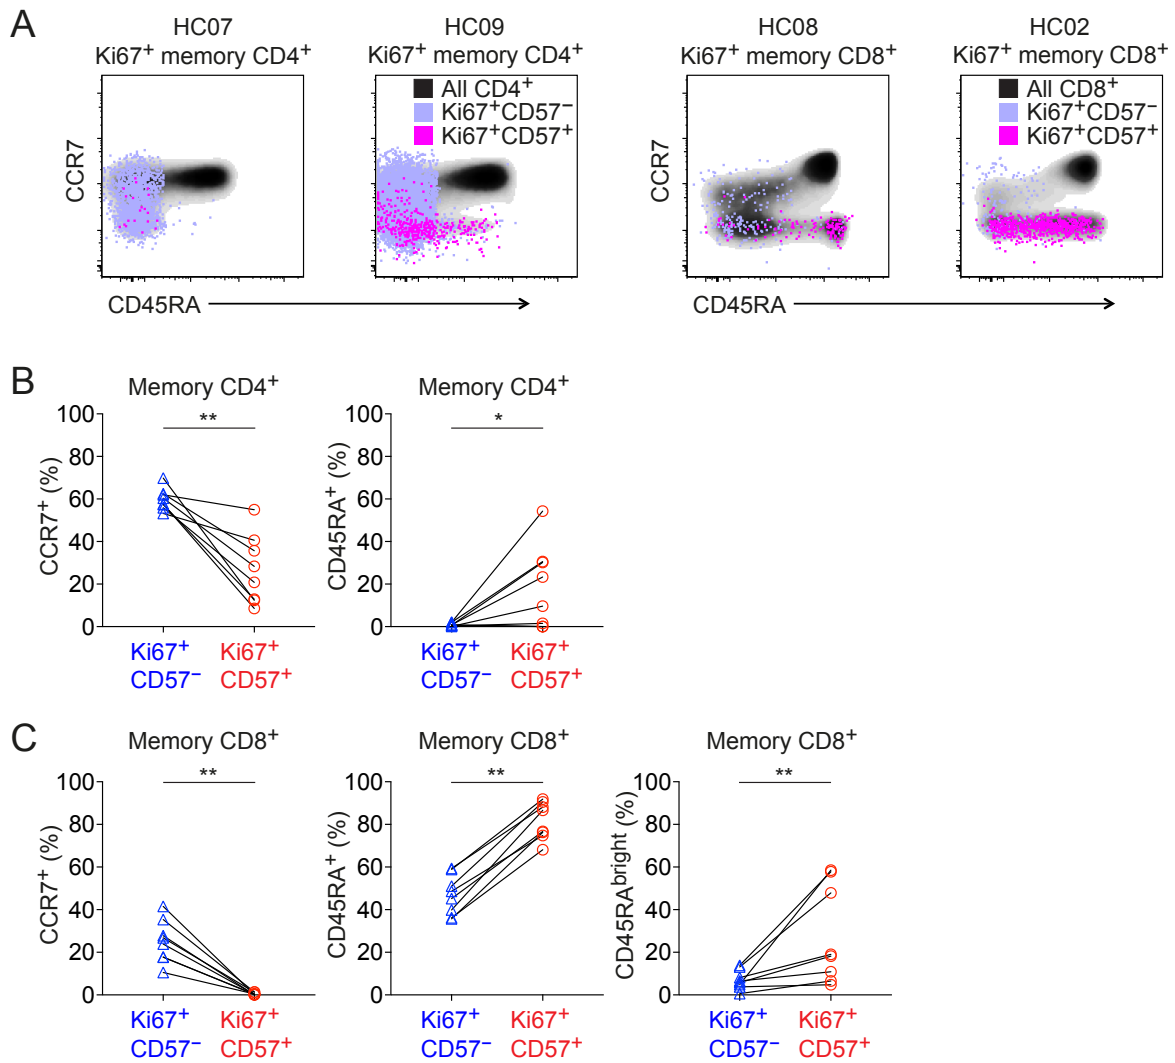 A
HC07
Ki67⁺ memory CD4⁺
HC09
Ki67⁺ memory CD4⁺
HC08
Ki67⁺ memory CD8⁺
HC02
Ki67⁺ memory CD8⁺
CCR7
All CD4⁺
Ki67⁺CD57⁻
Ki67⁺CD57⁺
CCR7
All CD8⁺
Ki67⁺CD57⁻
Ki67⁺CD57⁺
CD45RA
CD45RA
B
Memory CD4⁺
CCR7⁺ (%)
100
80
60
40
20
0
**
Ki67⁺
CD57⁻
Ki67⁺
CD57⁺
Memory CD4⁺
CD45RA⁺ (%)
100
80
60
40
20
0
*
Ki67⁺
CD57⁻
Ki67⁺
CD57⁺
C
Memory CD8⁺
CCR7⁺ (%)
100
80
60
40
20
0
**
Ki67⁺
CD57⁻
Ki67⁺
CD57⁺
Memory CD8⁺
CD45RA⁺ (%)
100
80
60
40
20
0
**
Ki67⁺
CD57⁻
Ki67⁺
CD57⁺
Memory CD8⁺
CD45RAbright (%)
100
80
60
40
20
0
**
Ki67⁺
CD57⁻
Ki67⁺
CD57⁺